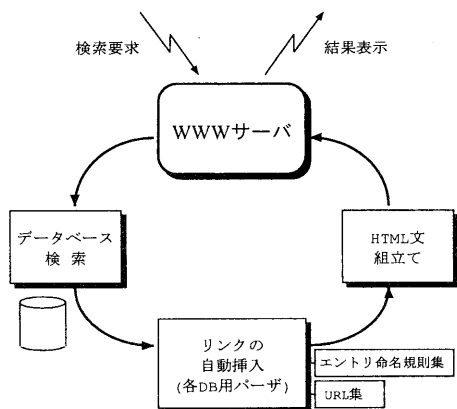 検索要求
結果表示
WWWサーバ
データベース
検 索
HTML文
組立て
リンクの
自動挿入
(各DB用パーザ)
エントリ命名規則集
URL集